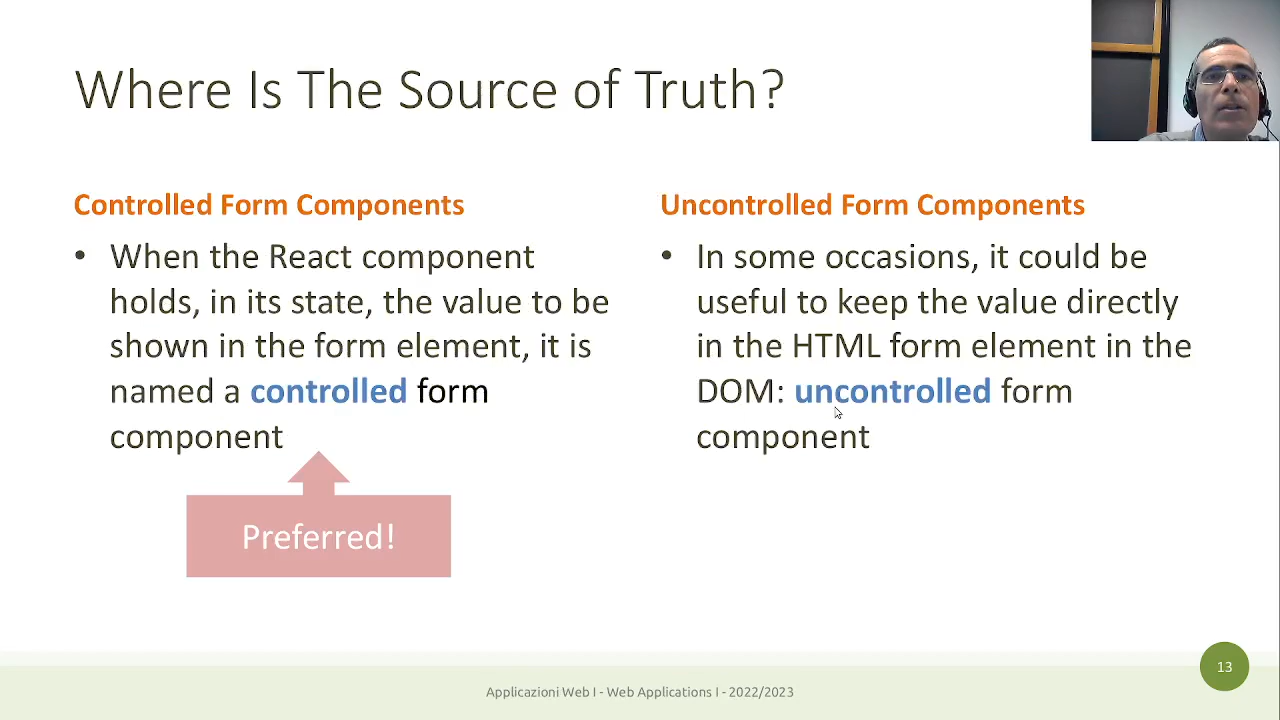 Where Is The Source of Truth?
Controlled Form Components
• When the React component
holds, in its state, the value to be
shown in the form element, it is
named a controlled form
component
Preferred!
Uncontrolled Form Components
• In some occasions, it could be
useful to keep the value directly
in the HTML form element in the
DOM: uncontrolled form
component
13
Applicazioni Web I - Web Applications I - 2022/2023